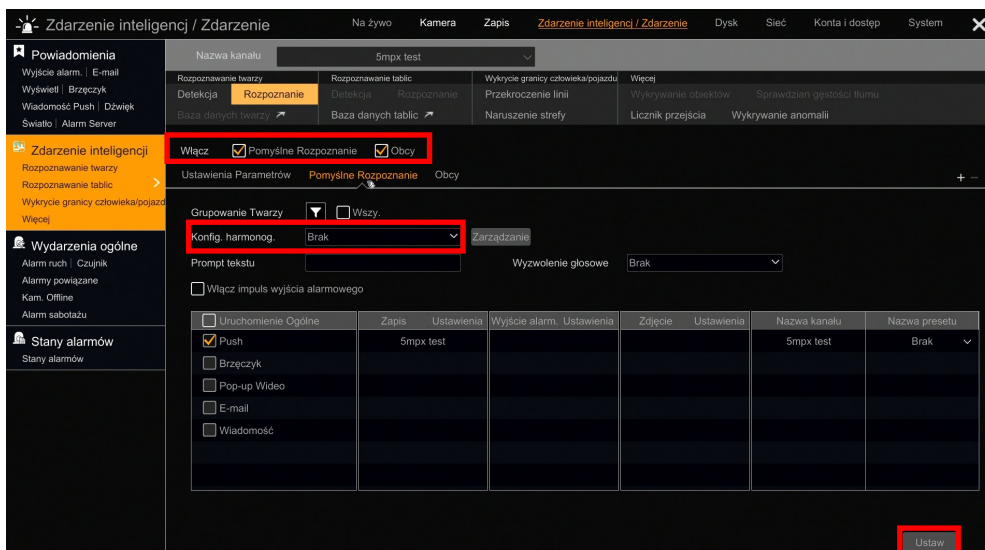 Zdarzenie inteligencj / Zdarzenie
Na żywo Kamera Zapis Zdarzenie inteligencj / Zdarzenie Dysk Sieć Konta i dostęp System
Powiadomienia
Wyjście alarm. | E-mail
Wyświetl | Brzęczyk
Wiadomość Push | Dźwięk
Światło | Alarm Server
Zdarzenie inteligencji
Rozpoznawanie twarzy
Rozpoznawanie tablic
Wykrycie granicy człowieka/pojazd
Więcej
Wydarzenia ogólne
Alarm ruch | Czujnik
Alarmy powiązane
Kam. Offline
Alarm sabotażu
Stany alarmów
Stany alarmów
Nazwa kanału 5mpx test
Rozpoznawanie twarzy Rozpoznawanie tablic Wykrycie granicy człowieka/pojazdu Więcej
Detekcja Rozpoznanie Detekcja Rozpoznanie Przekroczenie linii Wykrywanie obiektów Sprawdzian gęstości tłumu
Baza danych twarzy Baza danych tablic Naruszenie strefy Licznik przejścia Wykrywanie anomalii
Włącz Pomyślne Rozpoznanie Obcy
Ustawienia Parametrów Pomyślne Rozpoznanie Obcy + −
Grupowanie Twarzy Wszy.
Konfig. harmonog. Brak Zarządzanie
Prompt tekstu Wyzwolenie głosowe Brak
Włącz impuls wyjścia alarmowego
Uruchomienie Ogólne Zapis Ustawienia Wyjście alarm. Ustawienia Zdjęcie Ustawienia Nazwa kanału Nazwa presetu
Push 5mpx test 5mpx test Brak
Brzęczyk
Pop-up Wideo
E-mail
Wiadomość
Ustaw